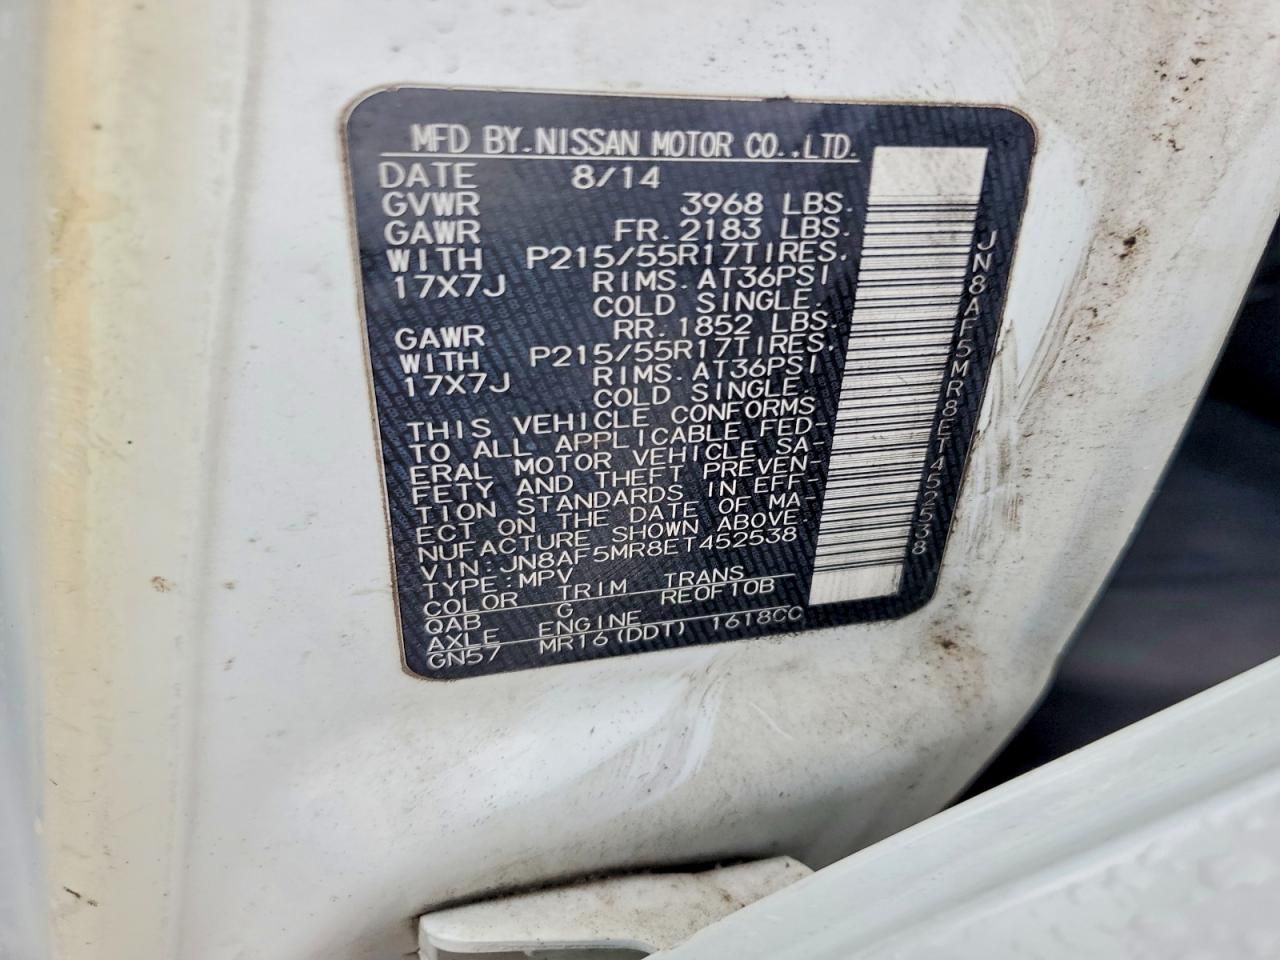 MFD BY.NISSAN MOTOR CO.,LTD.
DATE 8/14
GVWR 3968 LBS.
GAWR FR. 2183 LBS.
WITH P215/55R17TIRES.
17X7J RIMS. AT36PSI
COLD SINGLE.
GAWR RR. 1852 LBS.
WITH P215/55R17TIRES.
17X7J RIMS. AT36PSI
COLD SINGLE.
THIS VEHICLE CONFORMS
TO ALL APPLICABLE FED-
ERAL MOTOR VEHICLE SA-
FETY AND THEFT PREVEN-
TION STANDARDS IN EFF-
ECT ON THE DATE OF MA-
NUFACTURE SHOWN ABOVE.
VIN:JN8AF5MR8ET452538
TYPE:MPV
COLOR TRIM TRANS
QAB G RE0F10B
AXLE ENGINE
GN57 MR16(DDT) 1618CC
JN8AF5MR8ET452538